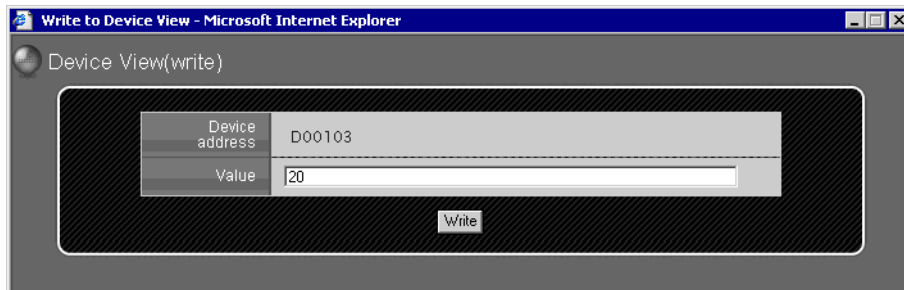 Write to Device View - Microsoft Internet Explorer
Device View(write)
Device
address
D00103
Value
20
Write